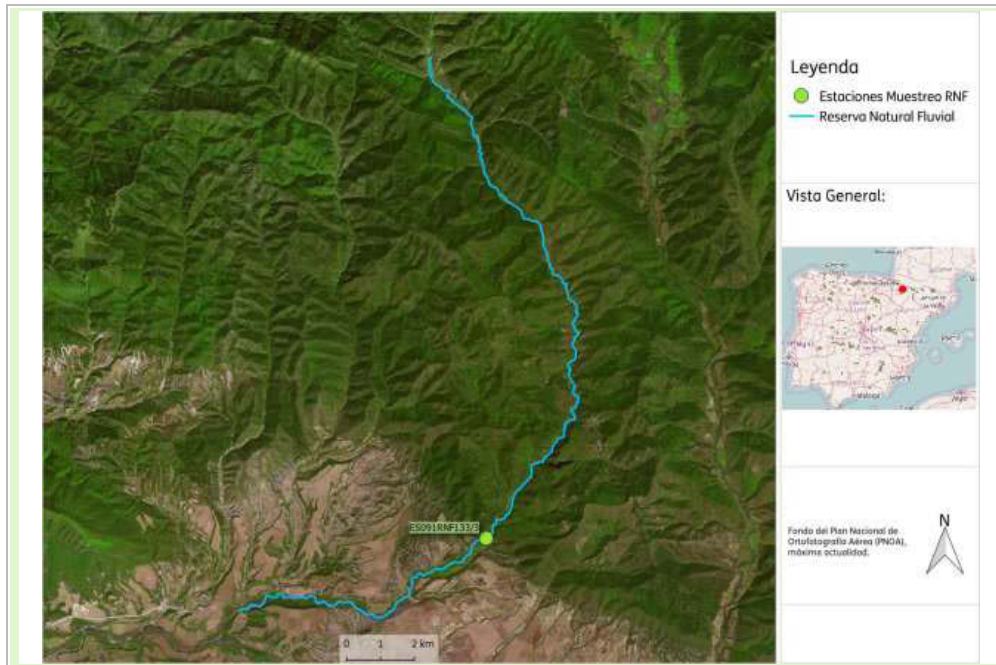 Leyenda
Estaciones Muestreo RNF
Reserva Natural Fluvial
Vista General:
ES091RNF133/3
Fondo del Plan Nacional de
Ortofotografía Aérea (PNOA),
máxima actualidad.
N
0 1 2 km